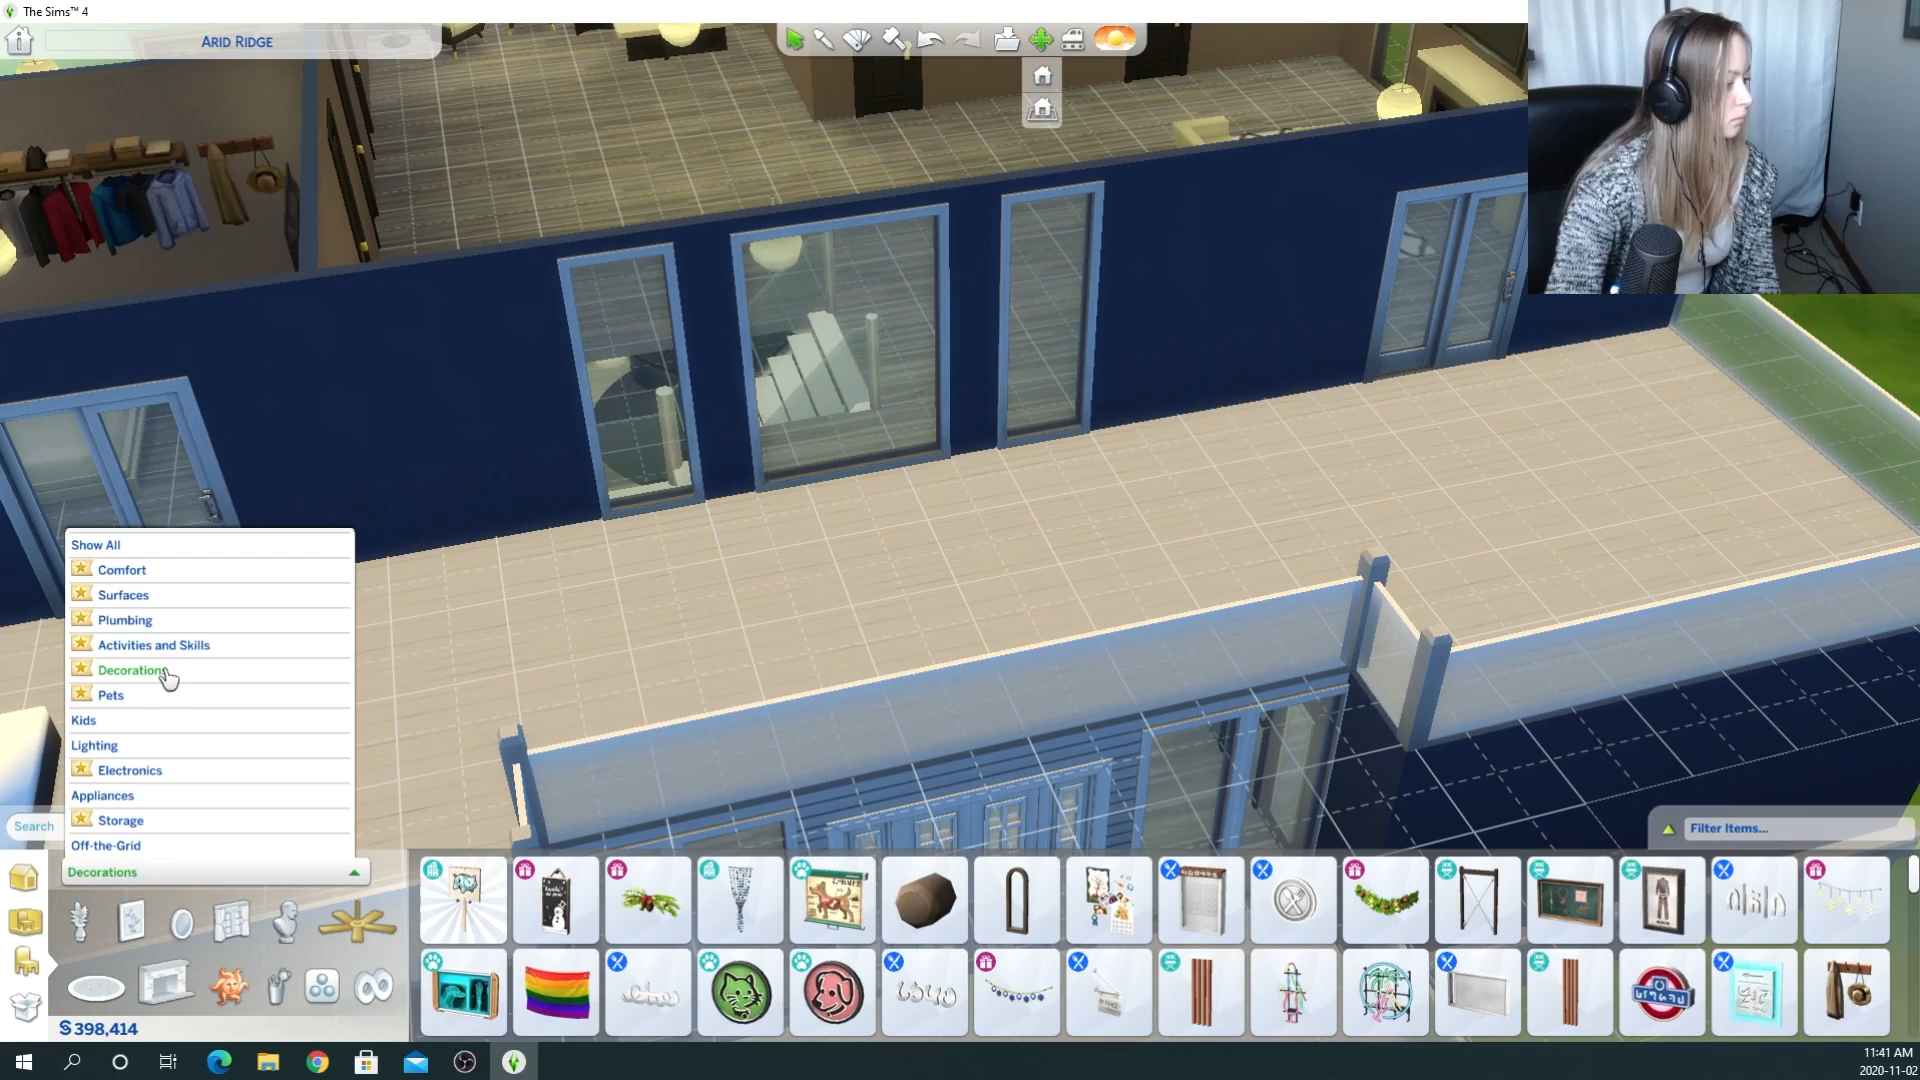 The Sims™ 4
ARID RIDGE
Show All
Comfort
Surfaces
Plumbing
Activities and Skills
Decorations
Pets
Kids
Lighting
Electronics
Appliances
Storage
Off-the-Grid
Search
Decorations
Filter Items...
§398,414
11:41 AM
2020-11-02